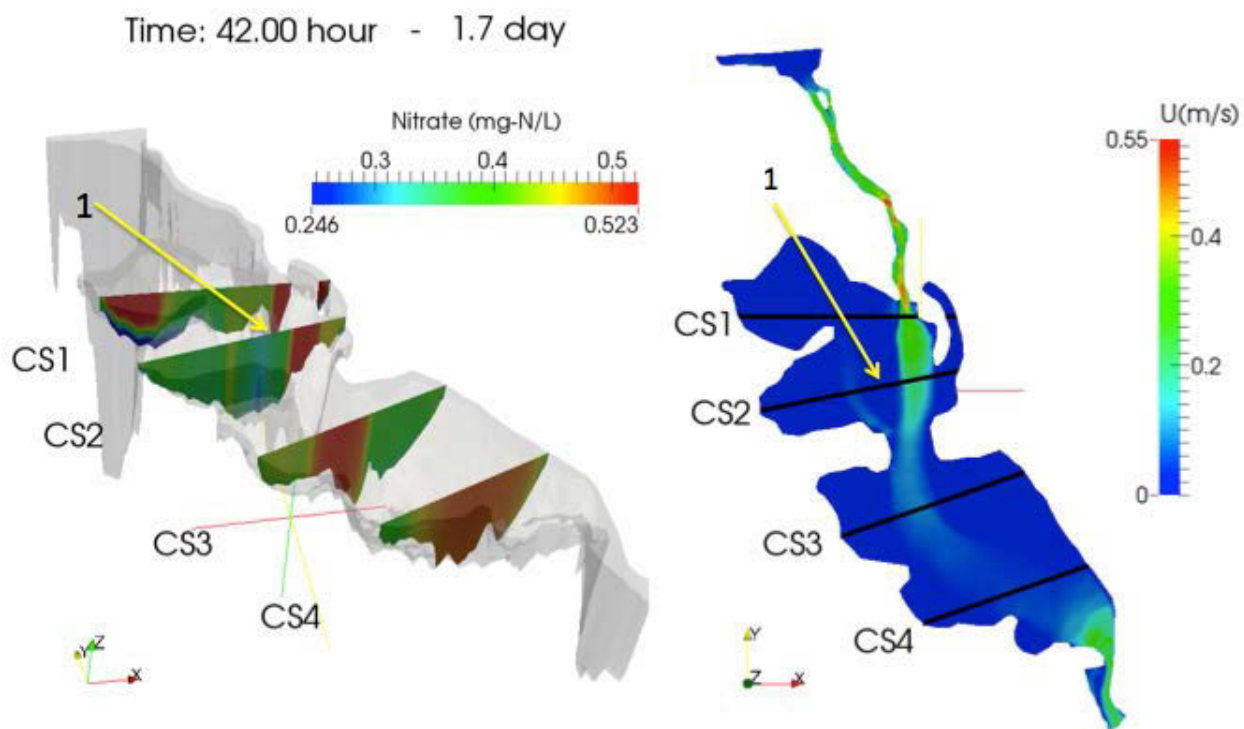 Time: 42.00 hour - 1.7 day
Nitrate (mg-N/L)
0.3 0.4 0.5
0.246 0.523
1
CS1
CS2
CS3
CS4
Y Z X
U(m/s)
0.55
0.4
0.2
0
1
CS1
CS2
CS3
CS4
Y
Z X